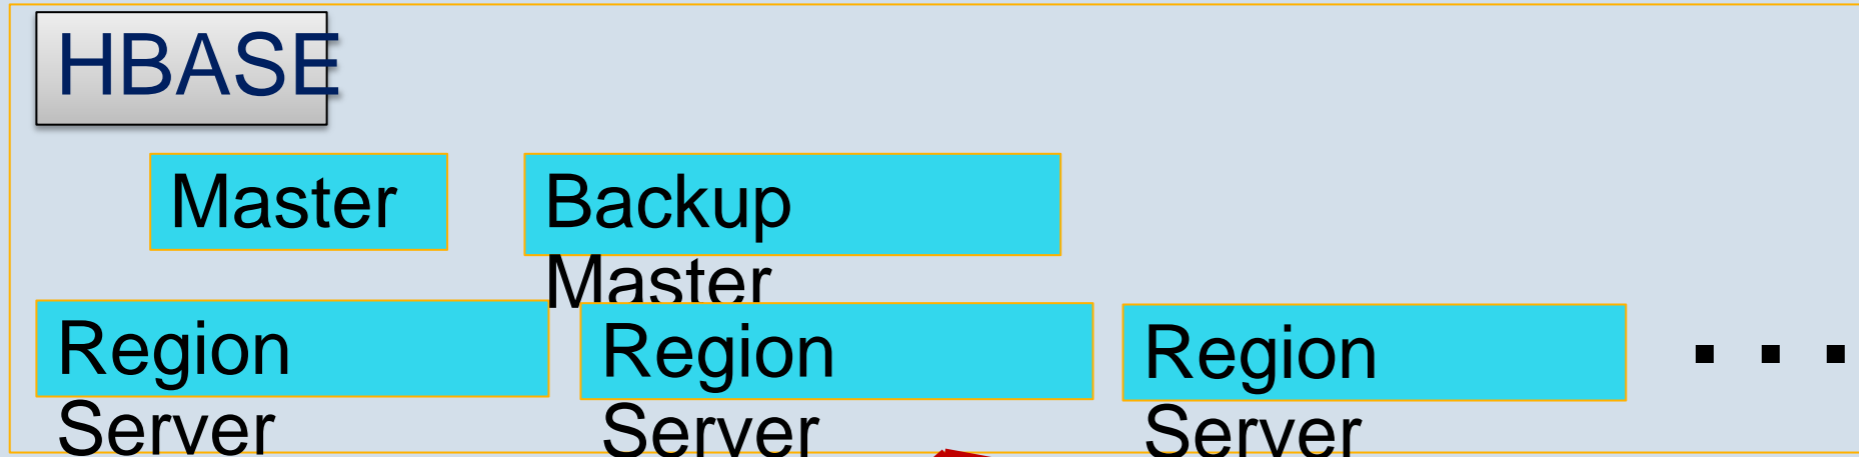 HBASE
Master
Backup
Master
Region
Server
Region
Server
Region
Server
...